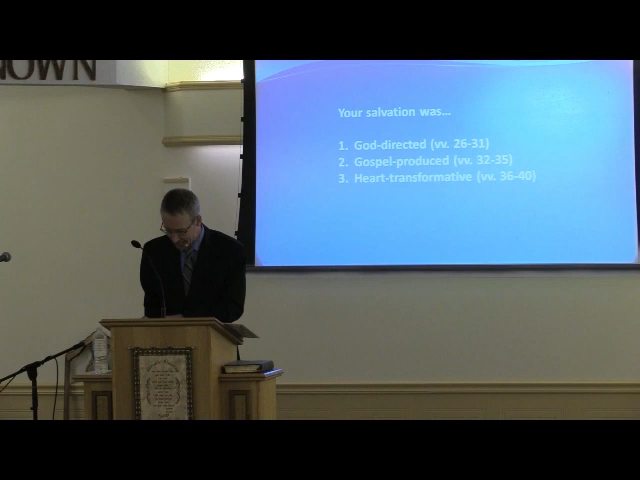 NOWN
Your salvation was...
1. God-directed (vv. 26-31)
2. Gospel-produced (vv. 32-35)
3. Heart-transformative (vv. 36-40)